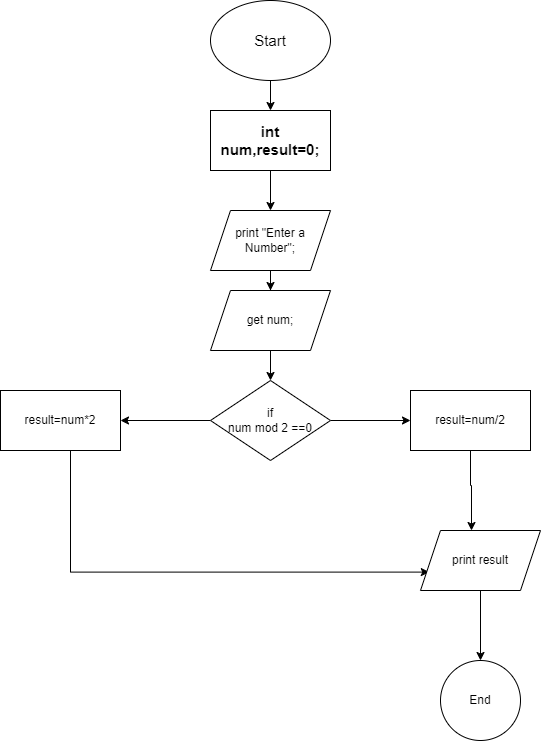 Start
int
num,result=0;
print "Enter a
Number";
get num;
if
num mod 2 ==0
result=num*2
result=num/2
print result
End